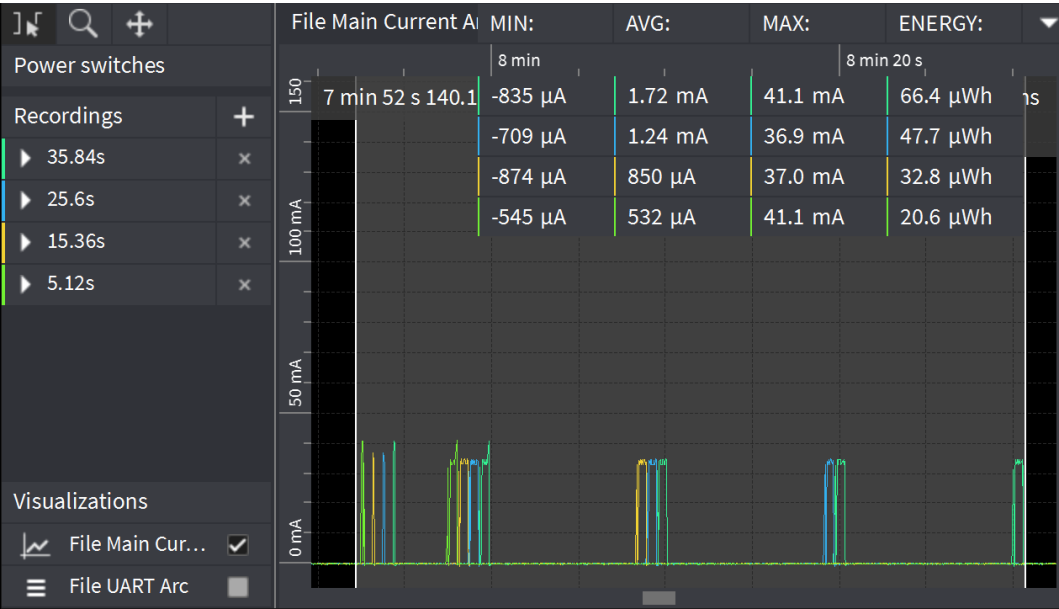 File Main Current Ar MIN: AVG: MAX: ENERGY:
Power switches
8 min 8 min 20 s
Recordings
150
7 min 52 s 140.1 ns
-835 µA 1.72 mA 41.1 mA 66.4 µWh
-709 µA 1.24 mA 36.9 mA 47.7 µWh
-874 µA 850 µA 37.0 mA 32.8 µWh
-545 µA 532 µA 41.1 mA 20.6 µWh
35.84s
25.6s
15.36s
5.12s
100 mA
50 mA
0 mA
Visualizations
File Main Cur...
File UART Arc